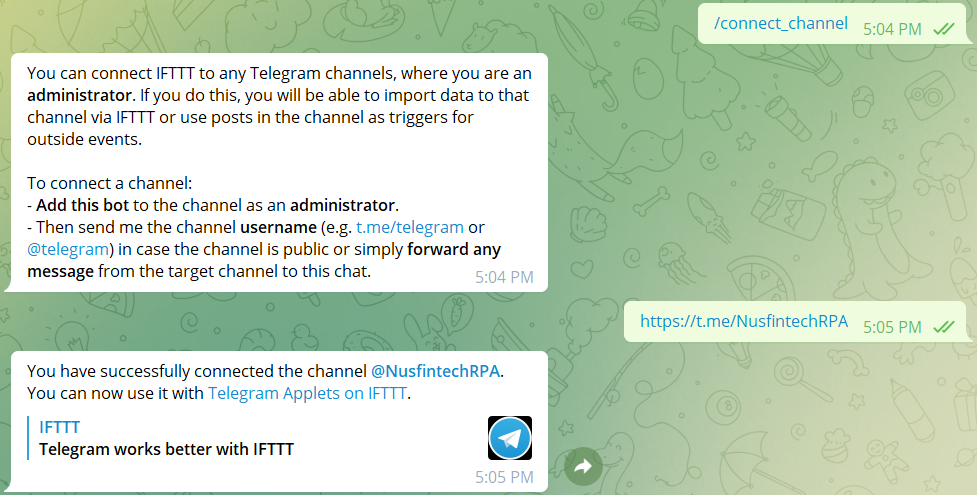 /connect_channel 5:04 PM
You can connect IFTTT to any Telegram channels, where you are an
administrator. If you do this, you will be able to import data to that
channel via IFTTT or use posts in the channel as triggers for
outside events.
To connect a channel:
- Add this bot to the channel as an administrator.
- Then send me the channel username (e.g. t.me/telegram or
@telegram) in case the channel is public or simply forward any
message from the target channel to this chat.
5:04 PM
https://t.me/NusfintechRPA 5:05 PM
You have successfully connected the channel @NusfintechRPA.
You can now use it with Telegram Applets on IFTTT.
IFTTT
Telegram works better with IFTTT
5:05 PM